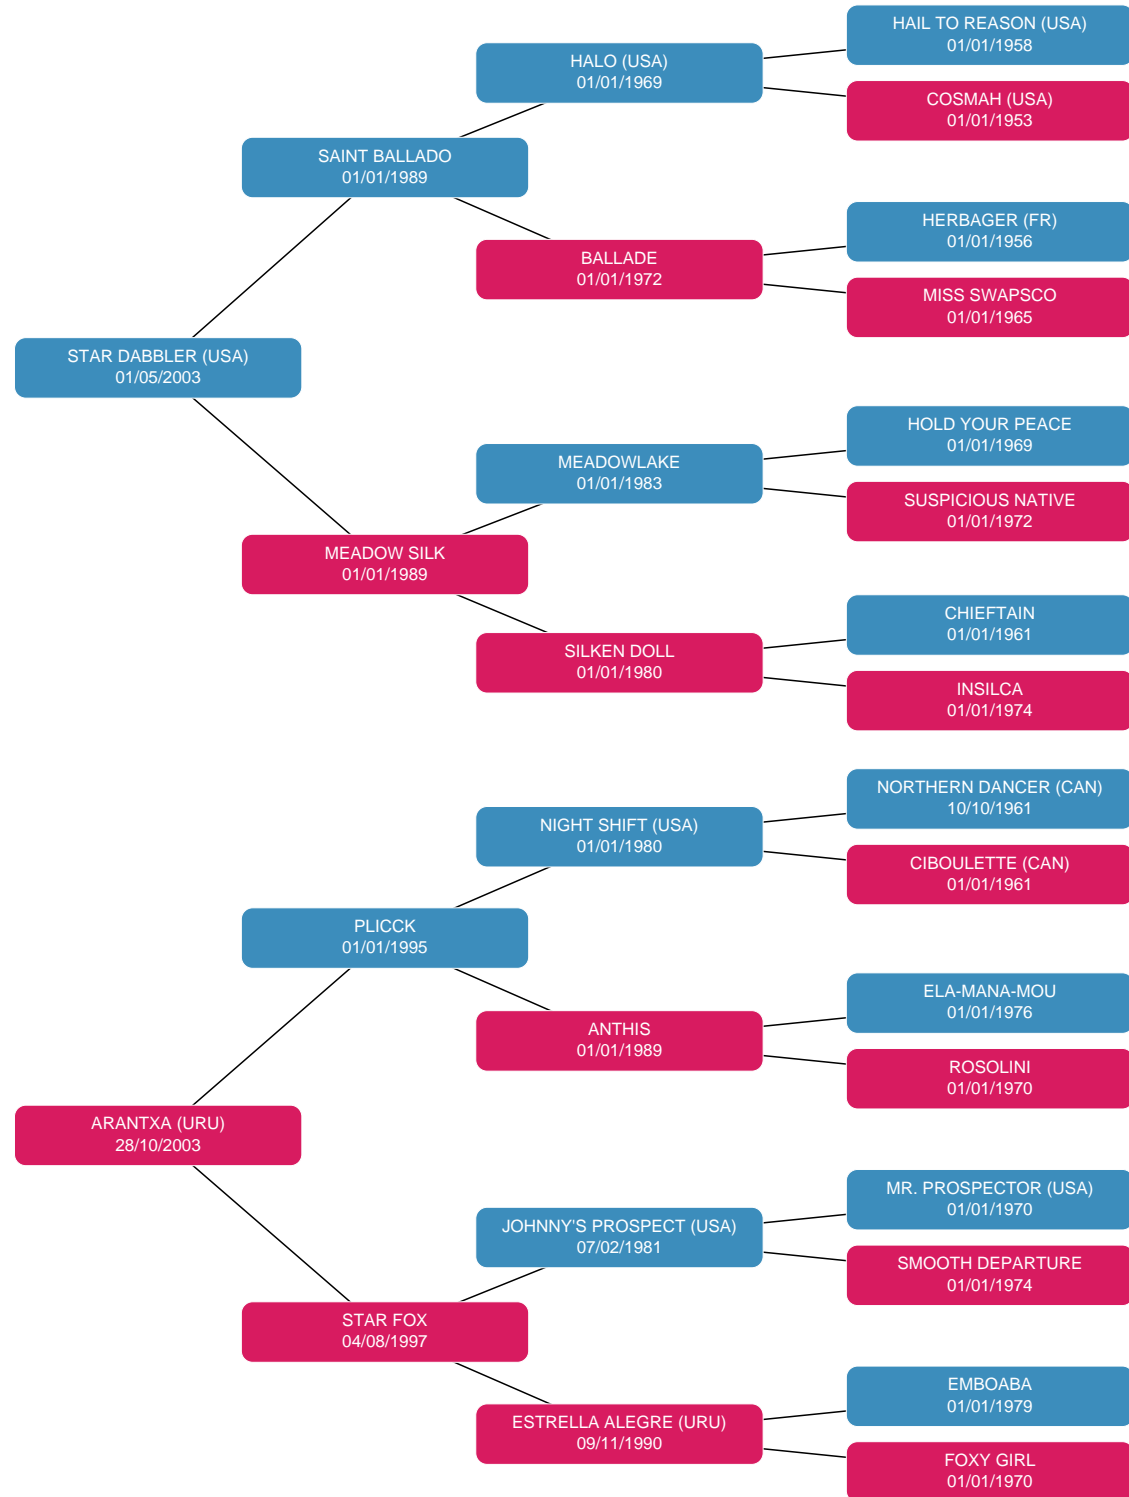 HAIL TO REASON (USA)
01/01/1958
HALO (USA)
01/01/1969
COSMAH (USA)
01/01/1953
SAINT BALLADO
01/01/1989
HERBAGER (FR)
01/01/1956
BALLADE
01/01/1972
MISS SWAPSCO
01/01/1965
STAR DABBLER (USA)
01/05/2003
HOLD YOUR PEACE
01/01/1969
MEADOWLAKE
01/01/1983
SUSPICIOUS NATIVE
01/01/1972
MEADOW SILK
01/01/1989
CHIEFTAIN
01/01/1961
SILKEN DOLL
01/01/1980
INSILCA
01/01/1974
NORTHERN DANCER (CAN)
10/10/1961
NIGHT SHIFT (USA)
01/01/1980
CIBOULETTE (CAN)
01/01/1961
PLICCK
01/01/1995
ELA-MANA-MOU
01/01/1976
ANTHIS
01/01/1989
ROSOLINI
01/01/1970
ARANTXA (URU)
28/10/2003
MR. PROSPECTOR (USA)
01/01/1970
JOHNNY'S PROSPECT (USA)
07/02/1981
SMOOTH DEPARTURE
01/01/1974
STAR FOX
04/08/1997
EMBOABA
01/01/1979
ESTRELLA ALEGRE (URU)
09/11/1990
FOXY GIRL
01/01/1970